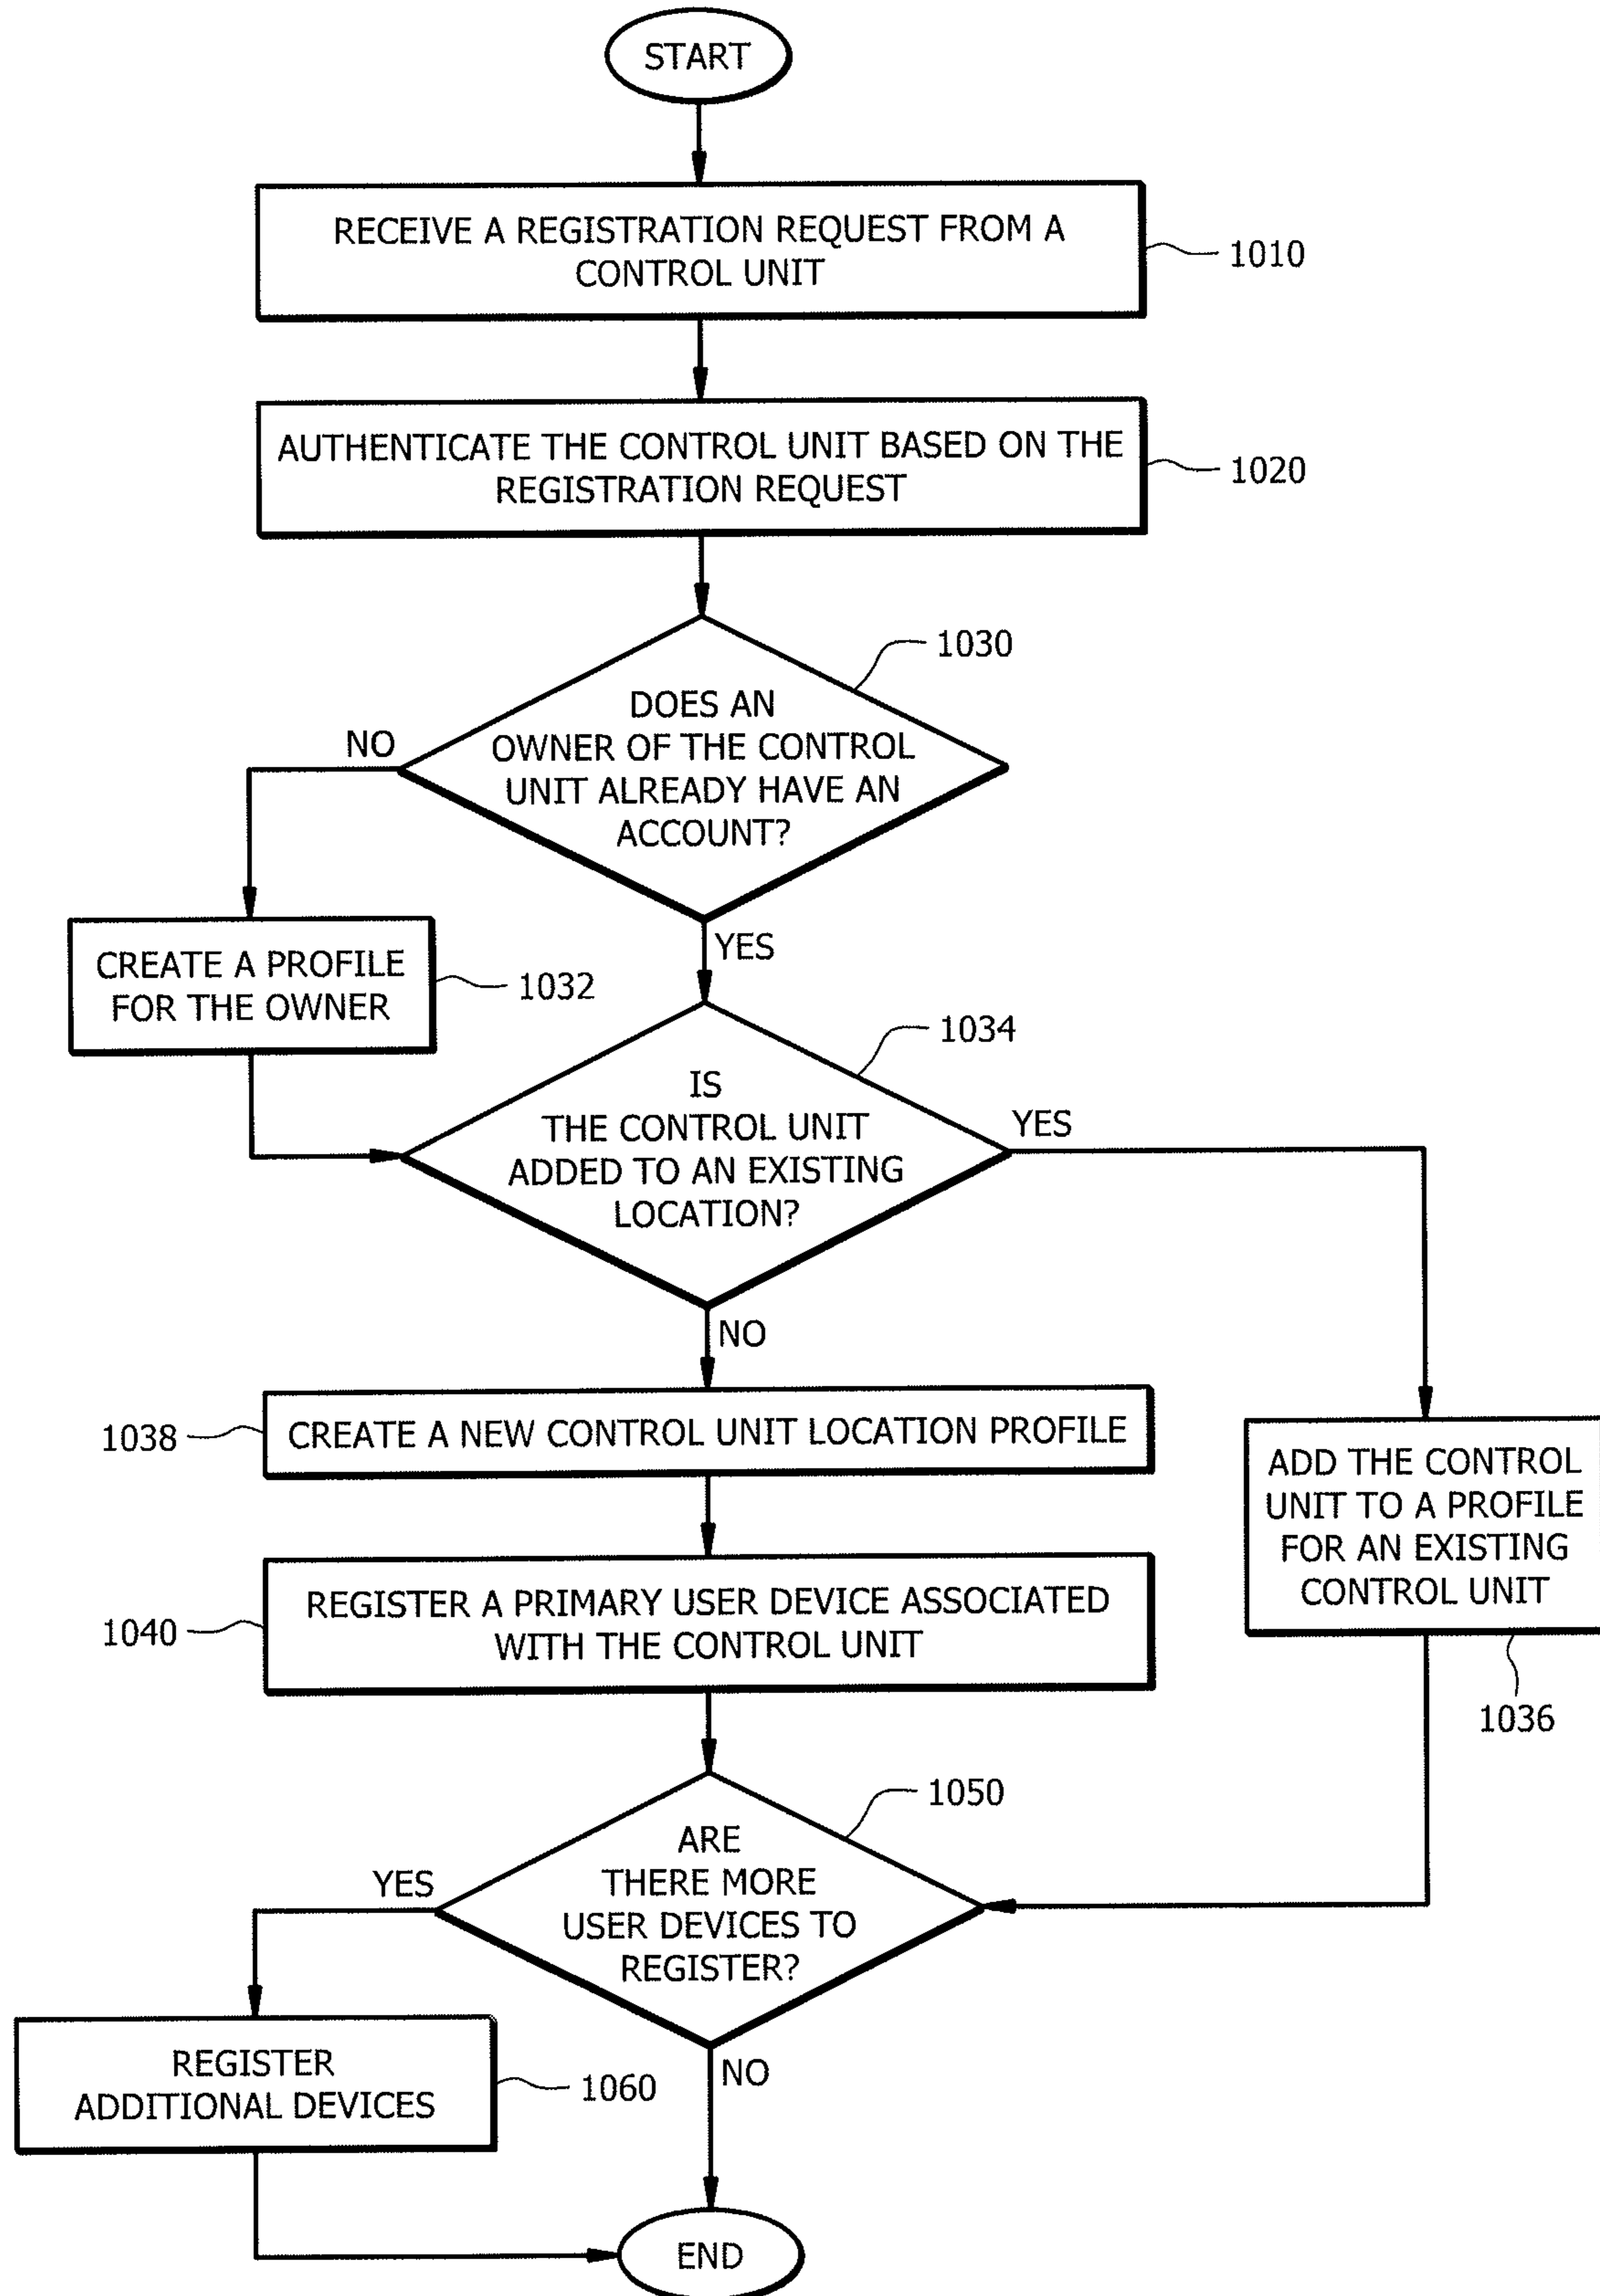 START
RECEIVE A REGISTRATION REQUEST FROM A
CONTROL UNIT
1010
AUTHENTICATE THE CONTROL UNIT BASED ON THE
REGISTRATION REQUEST
1020
1030
DOES AN
OWNER OF THE CONTROL
UNIT ALREADY HAVE AN
ACCOUNT?
NO
YES
CREATE A PROFILE
FOR THE OWNER
1032
1034
IS
THE CONTROL UNIT
ADDED TO AN EXISTING
LOCATION?
YES
NO
1038
CREATE A NEW CONTROL UNIT LOCATION PROFILE
ADD THE CONTROL
UNIT TO A PROFILE
FOR AN EXISTING
CONTROL UNIT
1036
1040
REGISTER A PRIMARY USER DEVICE ASSOCIATED
WITH THE CONTROL UNIT
1050
ARE
THERE MORE
USER DEVICES TO
REGISTER?
YES
NO
REGISTER
ADDITIONAL DEVICES
1060
END